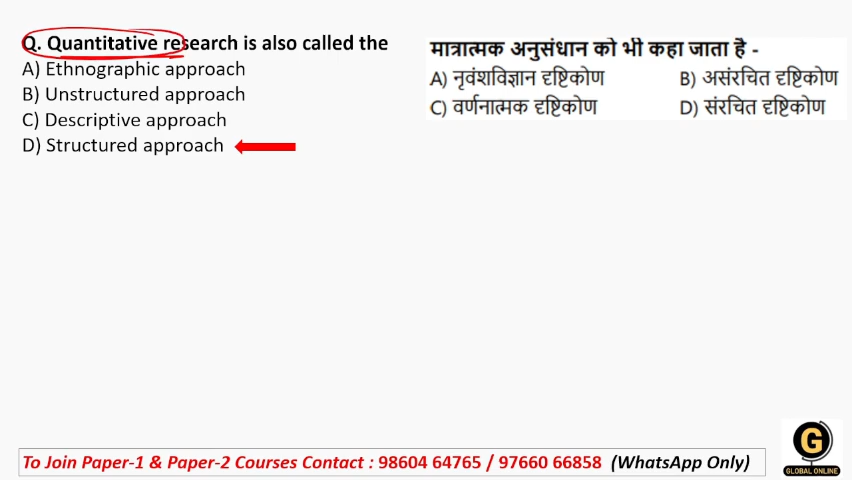 Q. Quantitative research is also called the
A) Ethnographic approach
B) Unstructured approach
C) Descriptive approach
D) Structured approach
मात्रात्मक अनुसंधान को भी कहा जाता है -
A) नृवंशविज्ञान दृष्टिकोण B) असंरचित दृष्टिकोण
C) वर्णनात्मक दृष्टिकोण D) संरचित दृष्टिकोण
G
GLOBAL ONLINE
To Join Paper-1 & Paper-2 Courses Contact : 98604 64765 / 97660 66858 (WhatsApp Only)